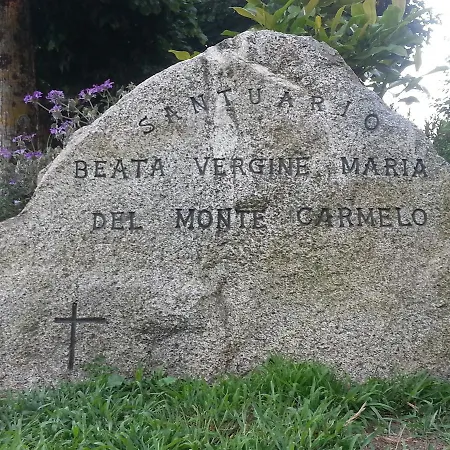 SANTUARIO
BEATA VERGINE MARIA
DEL MONTE CARMELO